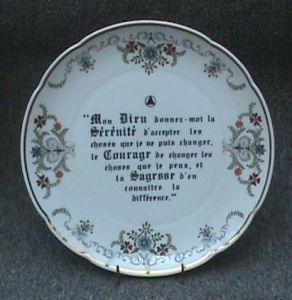 "Mon Dieu donnez-moi la
Sérénité d'accepter les
choses que je ne puis changer,
le Courage de changer les
choses que je peux, et
la Sagesse d'en
connaitre la
différence."